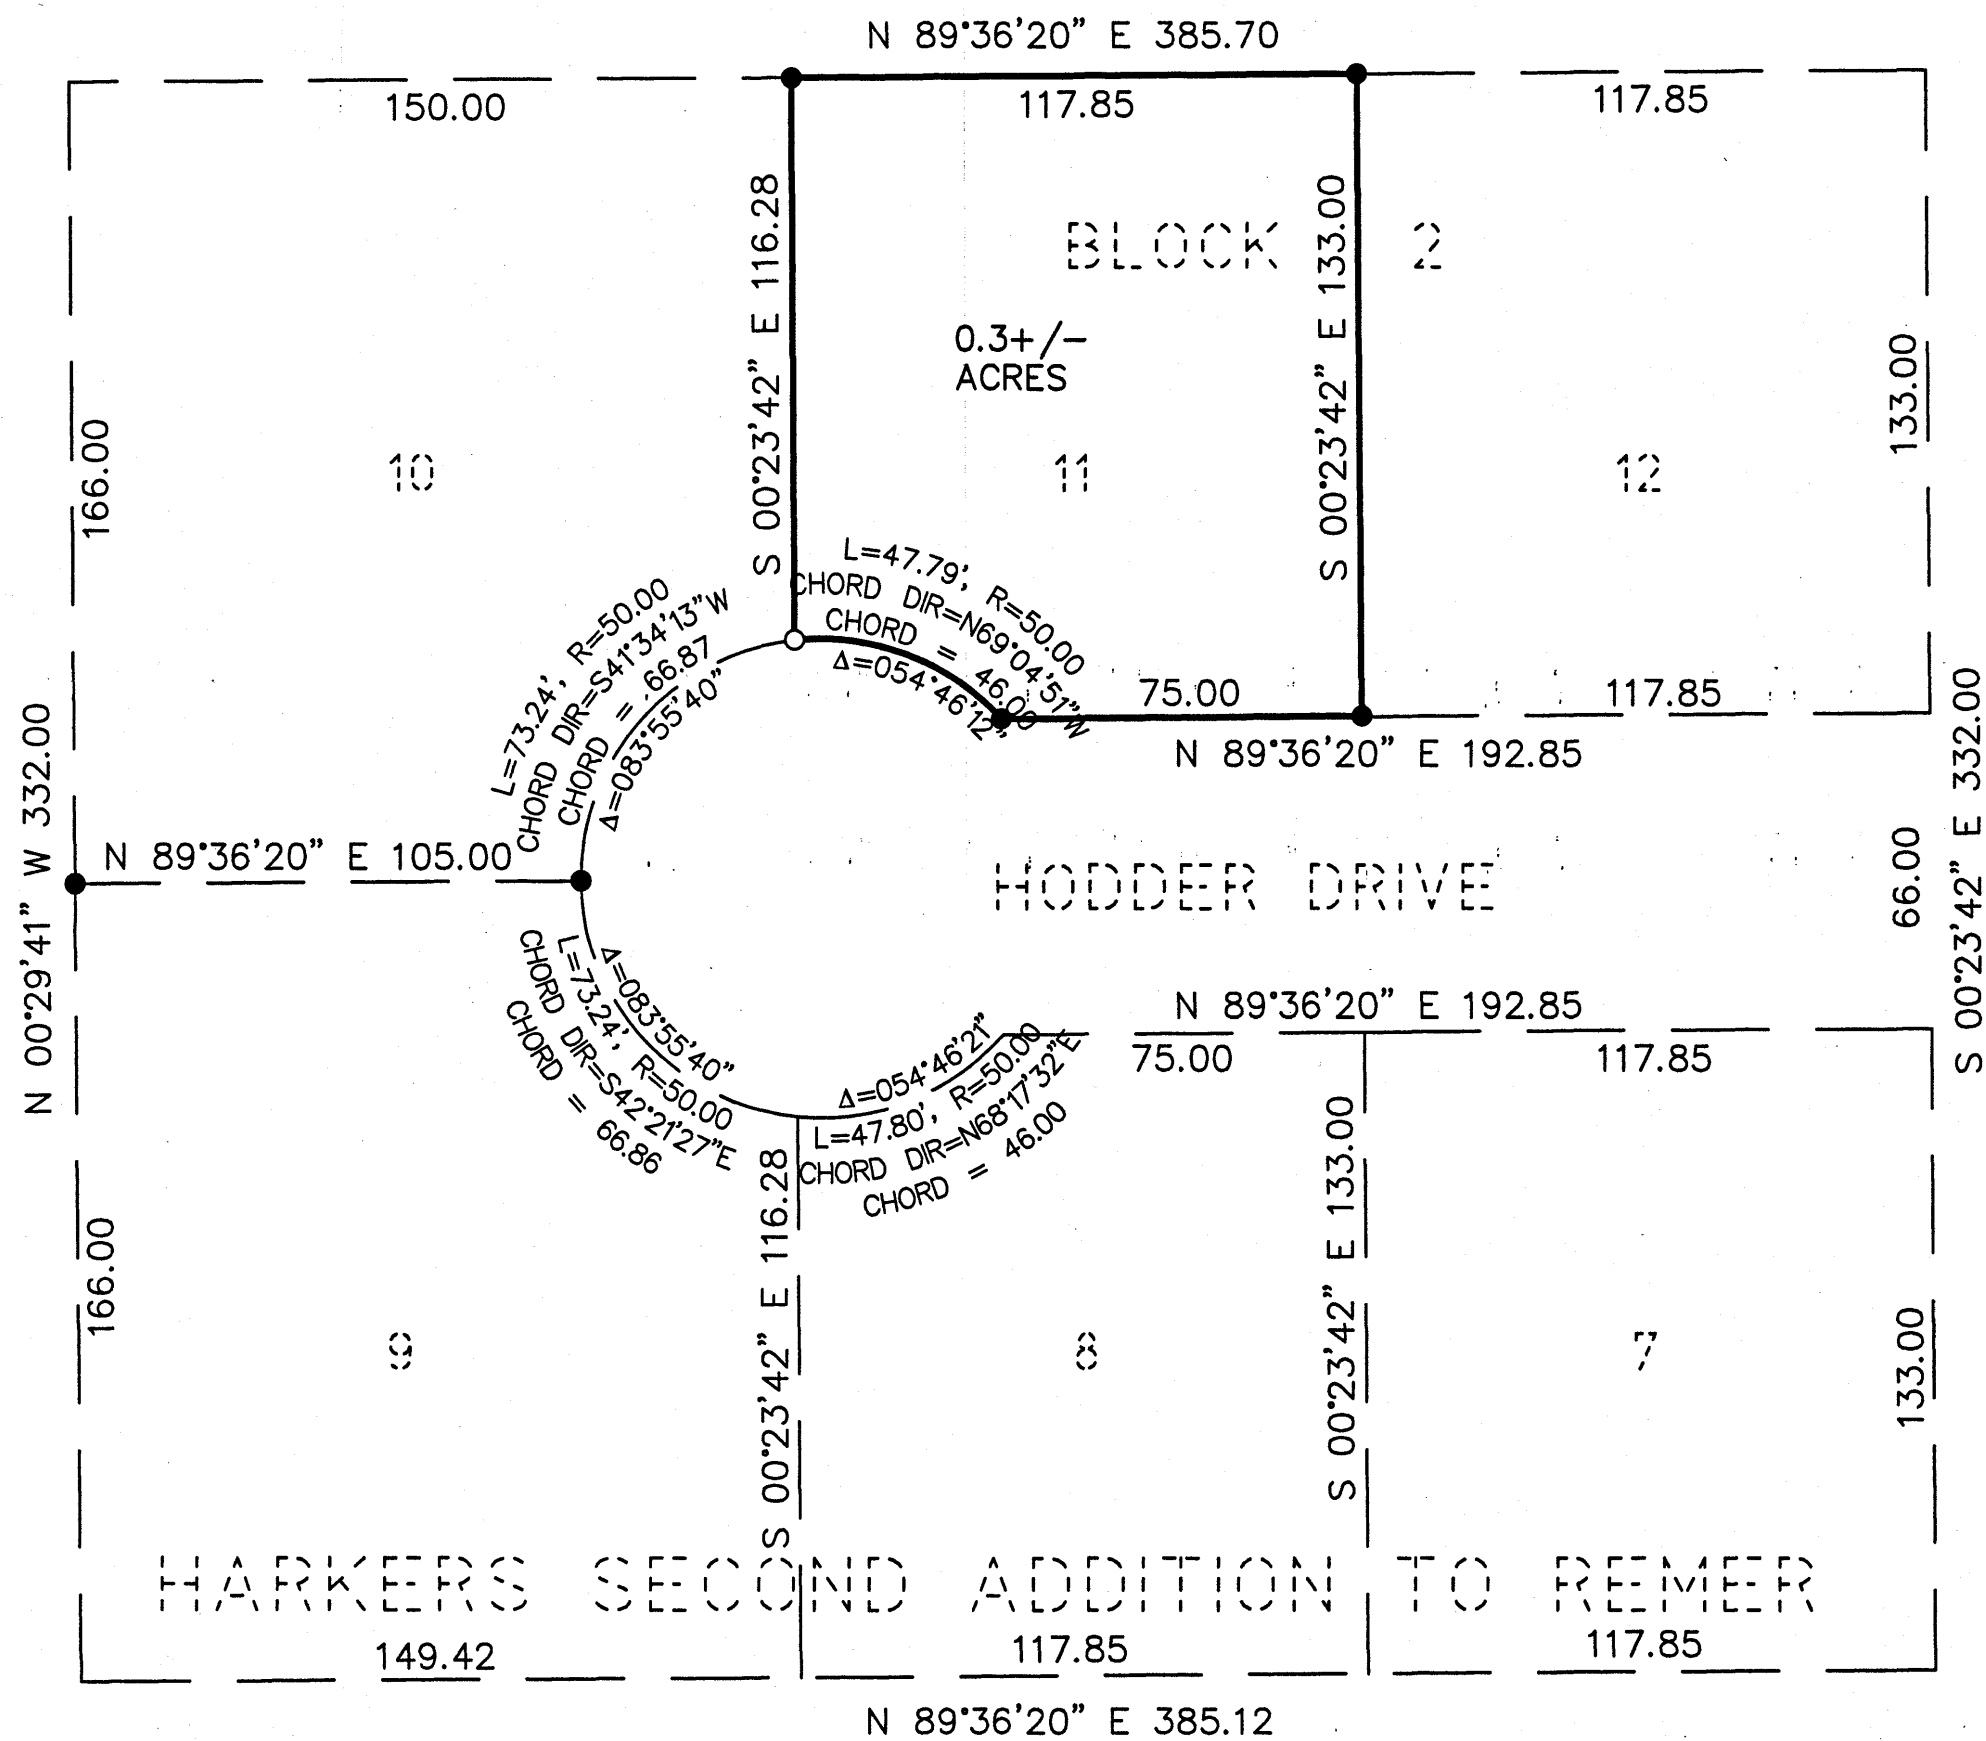 N 89°36'20" E 385.70
150.00
117.85
117.85
S 00°23'42" E 116.28
S 00°23'42" E 133.00
BLOCK 2
0.3+/-
ACRES
133.00
166.00
10
11
12
L=47.79', R=50.00
CHORD DIR=N69°04'51"W
CHORD = 46.00
Δ=054°46'12"
L=73.24', R=50.00
CHORD DIR=S41°34'13"W
CHORD = 66.87
Δ=083°55'40"
75.00
117.85
N 89°36'20" E 192.85
N 00°29'41" W 332.00
S 00°23'42" E 332.00
N 89°36'20" E 105.00
HODDER DRIVE
66.00
Δ=083°55'40"
L=73.24', R=50.00
CHORD DIR=S42°21'27"E
CHORD = 66.86
N 89°36'20" E 192.85
75.00
117.85
Δ=054°46'21"
L=47.80', R=50.00
CHORD DIR=N68°17'32"E
CHORD = 46.00
S 00°23'42" E 116.28
S 00°23'42" E 133.00
166.00
133.00
9
8
7
HARKERS SECOND ADDITION TO REMER
149.42
117.85
117.85
N 89°36'20" E 385.12